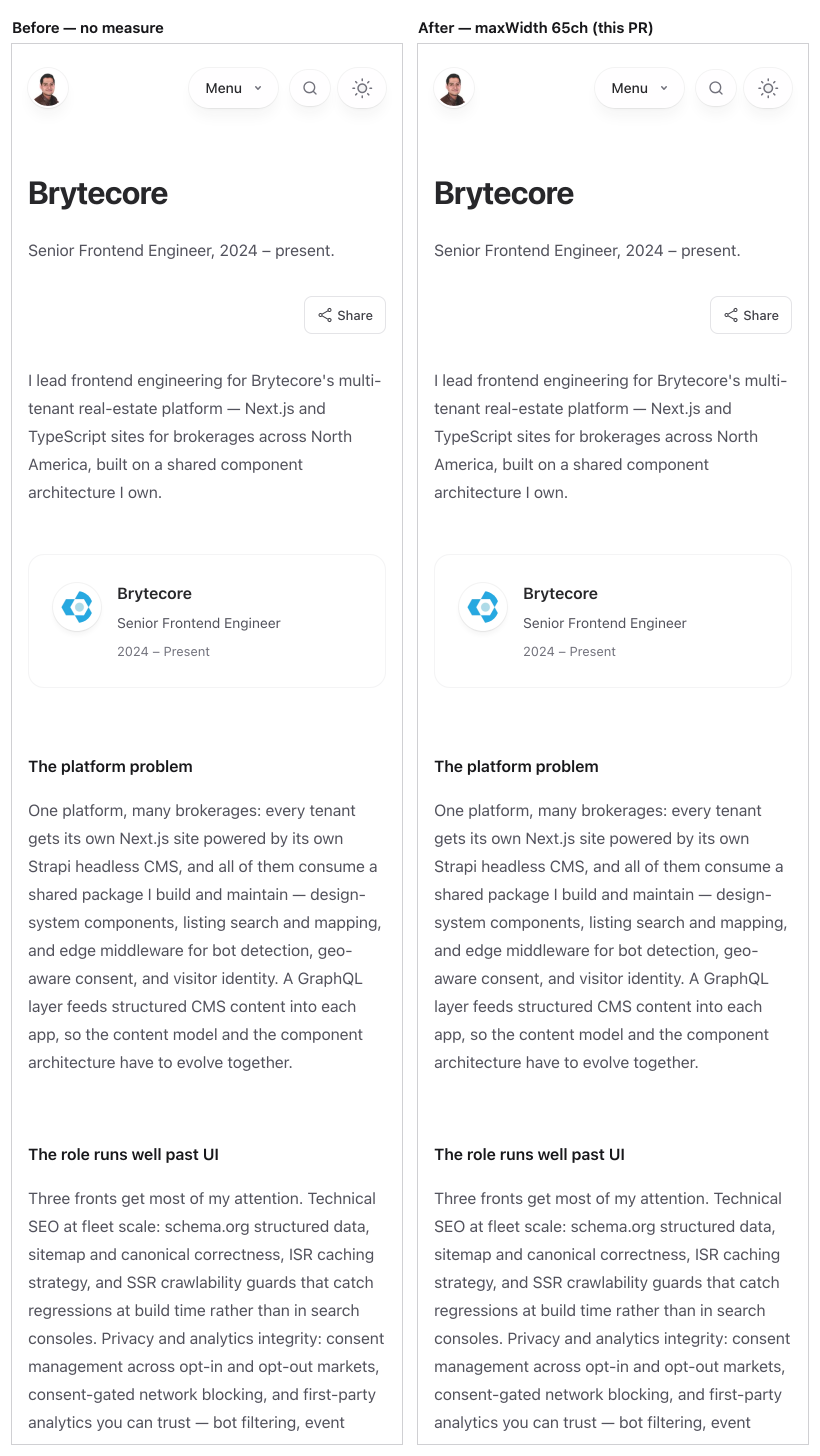 Before — no measure
Menu
Brytecore
Senior Frontend Engineer, 2024 – present.
Share
I lead frontend engineering for Brytecore's multi-
tenant real-estate platform — Next.js and
TypeScript sites for brokerages across North
America, built on a shared component
architecture I own.
Brytecore
Senior Frontend Engineer
2024 – Present
The platform problem
One platform, many brokerages: every tenant
gets its own Next.js site powered by its own
Strapi headless CMS, and all of them consume a
shared package I build and maintain — design-
system components, listing search and mapping,
and edge middleware for bot detection, geo-
aware consent, and visitor identity. A GraphQL
layer feeds structured CMS content into each
app, so the content model and the component
architecture have to evolve together.
The role runs well past UI
Three fronts get most of my attention. Technical
SEO at fleet scale: schema.org structured data,
sitemap and canonical correctness, ISR caching
strategy, and SSR crawlability guards that catch
regressions at build time rather than in search
consoles. Privacy and analytics integrity: consent
management across opt-in and opt-out markets,
consent-gated network blocking, and first-party
analytics you can trust — bot filtering, event
After — maxWidth 65ch (this PR)
Menu
Brytecore
Senior Frontend Engineer, 2024 – present.
Share
I lead frontend engineering for Brytecore's multi-
tenant real-estate platform — Next.js and
TypeScript sites for brokerages across North
America, built on a shared component
architecture I own.
Brytecore
Senior Frontend Engineer
2024 – Present
The platform problem
One platform, many brokerages: every tenant
gets its own Next.js site powered by its own
Strapi headless CMS, and all of them consume a
shared package I build and maintain — design-
system components, listing search and mapping,
and edge middleware for bot detection, geo-
aware consent, and visitor identity. A GraphQL
layer feeds structured CMS content into each
app, so the content model and the component
architecture have to evolve together.
The role runs well past UI
Three fronts get most of my attention. Technical
SEO at fleet scale: schema.org structured data,
sitemap and canonical correctness, ISR caching
strategy, and SSR crawlability guards that catch
regressions at build time rather than in search
consoles. Privacy and analytics integrity: consent
management across opt-in and opt-out markets,
consent-gated network blocking, and first-party
analytics you can trust — bot filtering, event